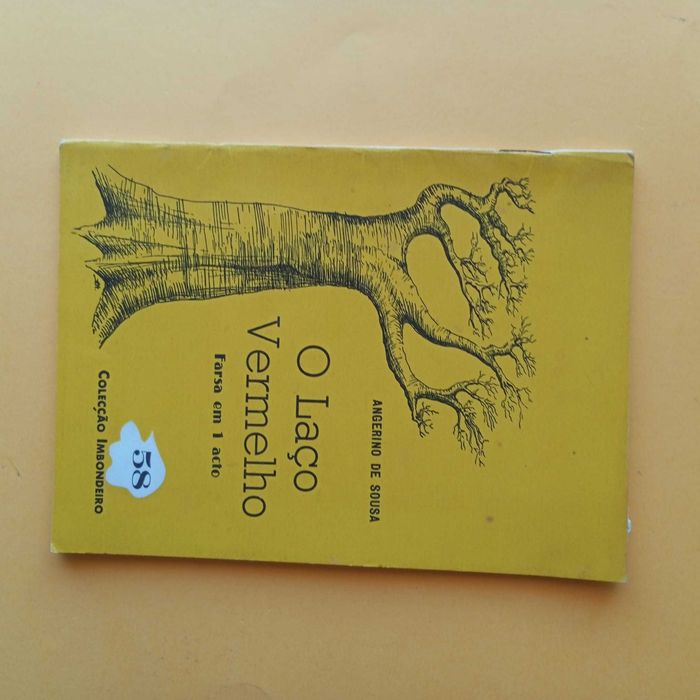 ANGERINO DE SOUSA
O Laço
Vermelho
Farsa em 1 acto
58
COLECÇÃO IMBONDEIRO